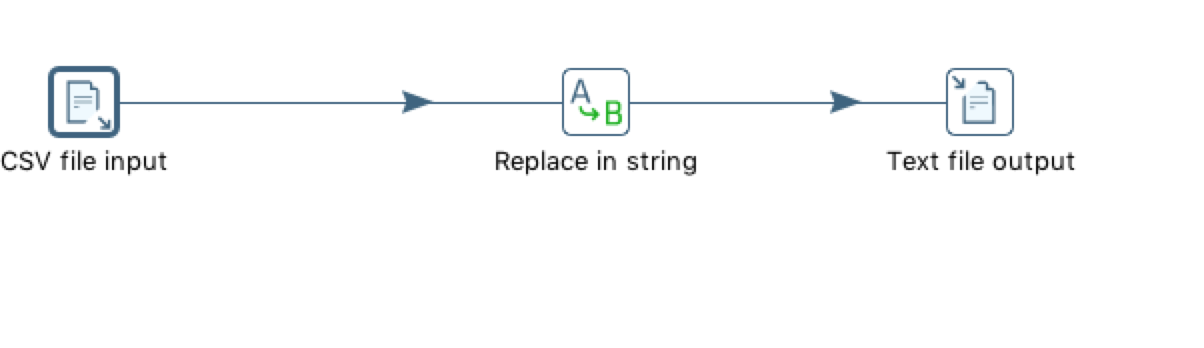 A
B
CSV file input
Replace in string
Text file output